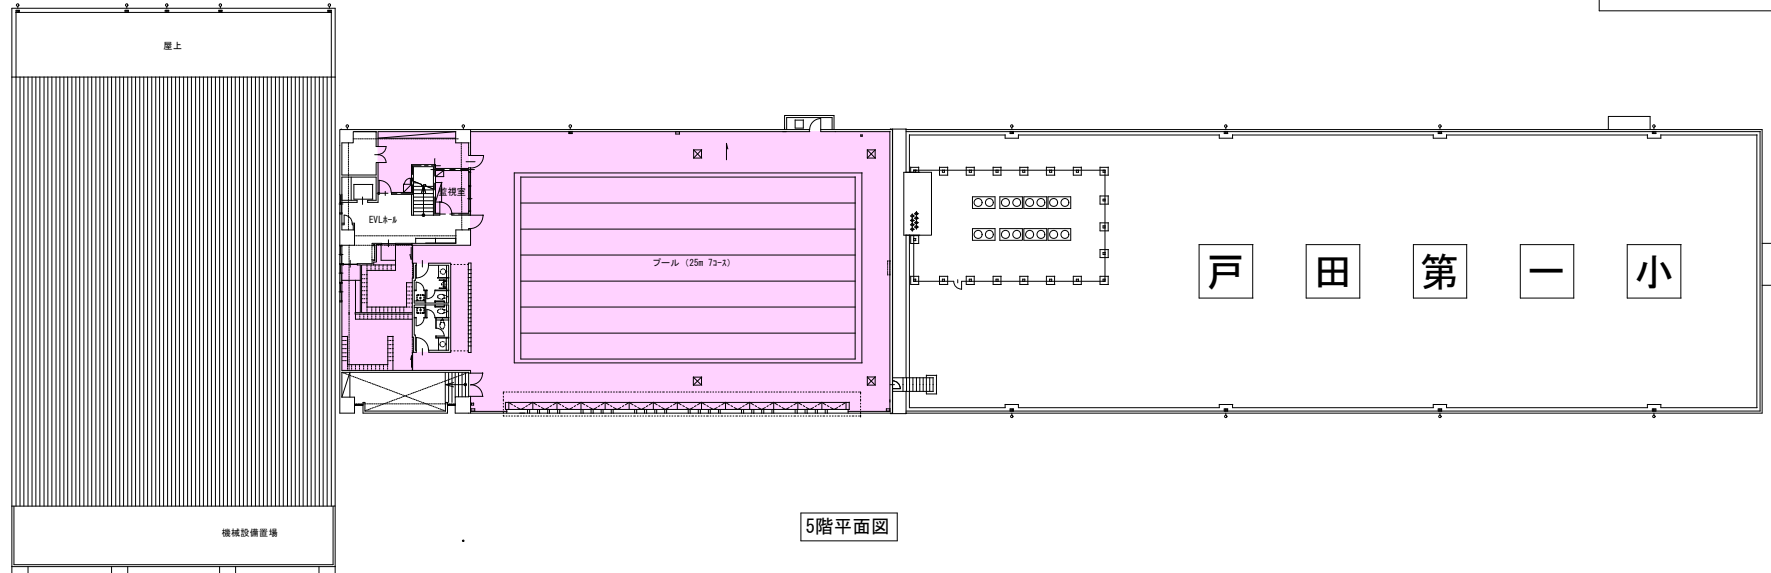 屋上
監視室
EVLホール
プール (25m 7コース)
戸田第一小
5階平面図
機械設備置場